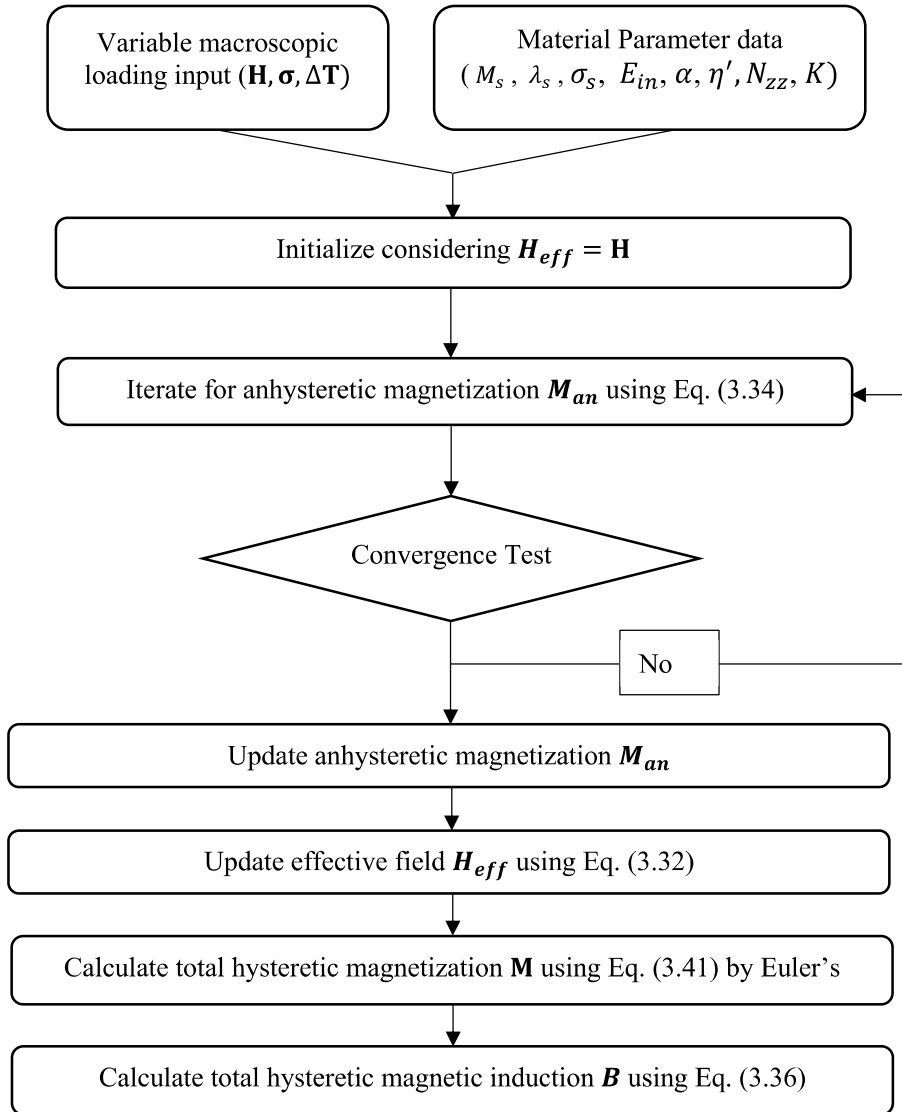 Variable macroscopic
loading input (H, σ, ΔT)
Material Parameter data
( M_s , λ_s , σ_s, E_in, α, η′, N_zz, K)
Initialize considering H_eff = H
Iterate for anhysteretic magnetization M_an using Eq. (3.34)
Convergence Test
No
Update anhysteretic magnetization M_an
Update effective field H_eff using Eq. (3.32)
Calculate total hysteretic magnetization M using Eq. (3.41) by Euler’s
Calculate total hysteretic magnetic induction B using Eq. (3.36)